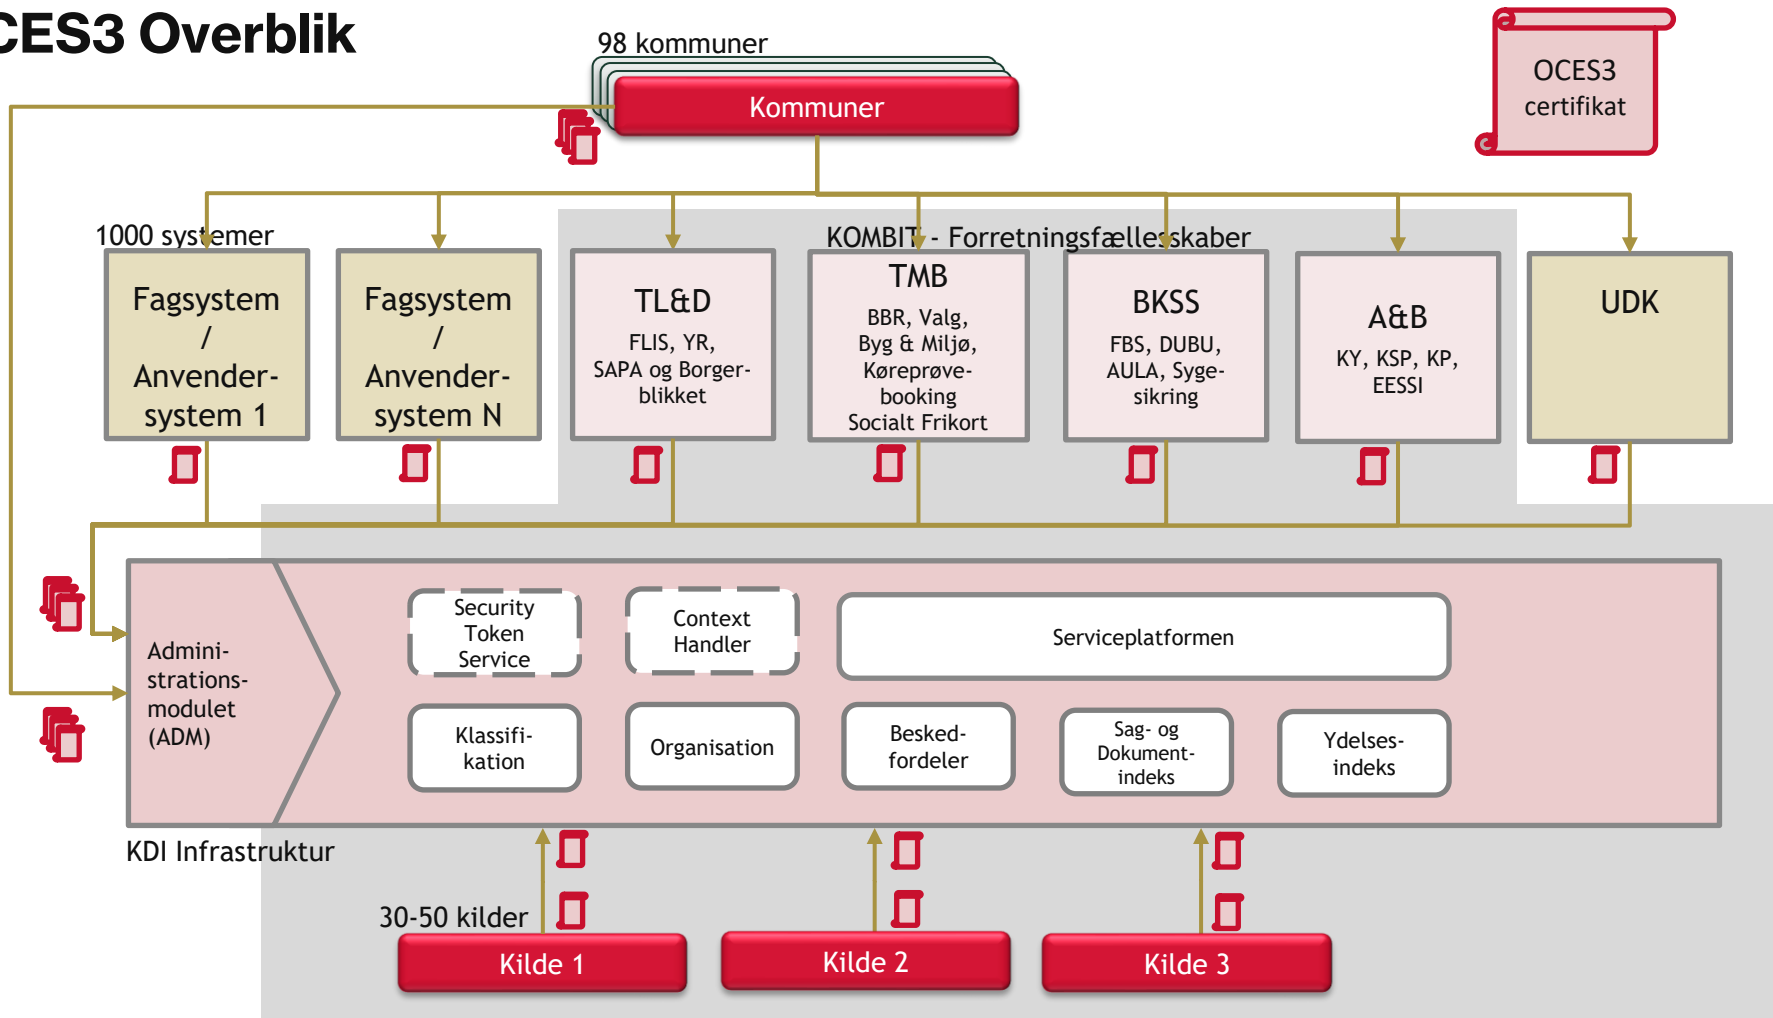 CES3 Overblik
98 kommuner
Kommuner
OCES3
certifikat
1000 systemer
KOMBIT - Forretningsfællesskaber
Fagsystem
/
Anvender-
system 1
Fagsystem
/
Anvender-
system N
TL&D
FLIS, YR,
SAPA og Borger-
blikket
TMB
BBR, Valg,
Byg & Miljø,
Køreprøve-
booking
Socialt Frikort
BKSS
FBS, DUBU,
AULA, Syge-
sikring
A&B
KY, KSP, KP,
EESSI
UDK
Admini-
strations-
modulet
(ADM)
Security
Token
Service
Context
Handler
Serviceplatformen
Klassifi-
kation
Organisation
Besked-
fordeler
Sag- og
Dokument-
indeks
Ydelses-
indeks
KDI Infrastruktur
30-50 kilder
Kilde 1
Kilde 2
Kilde 3